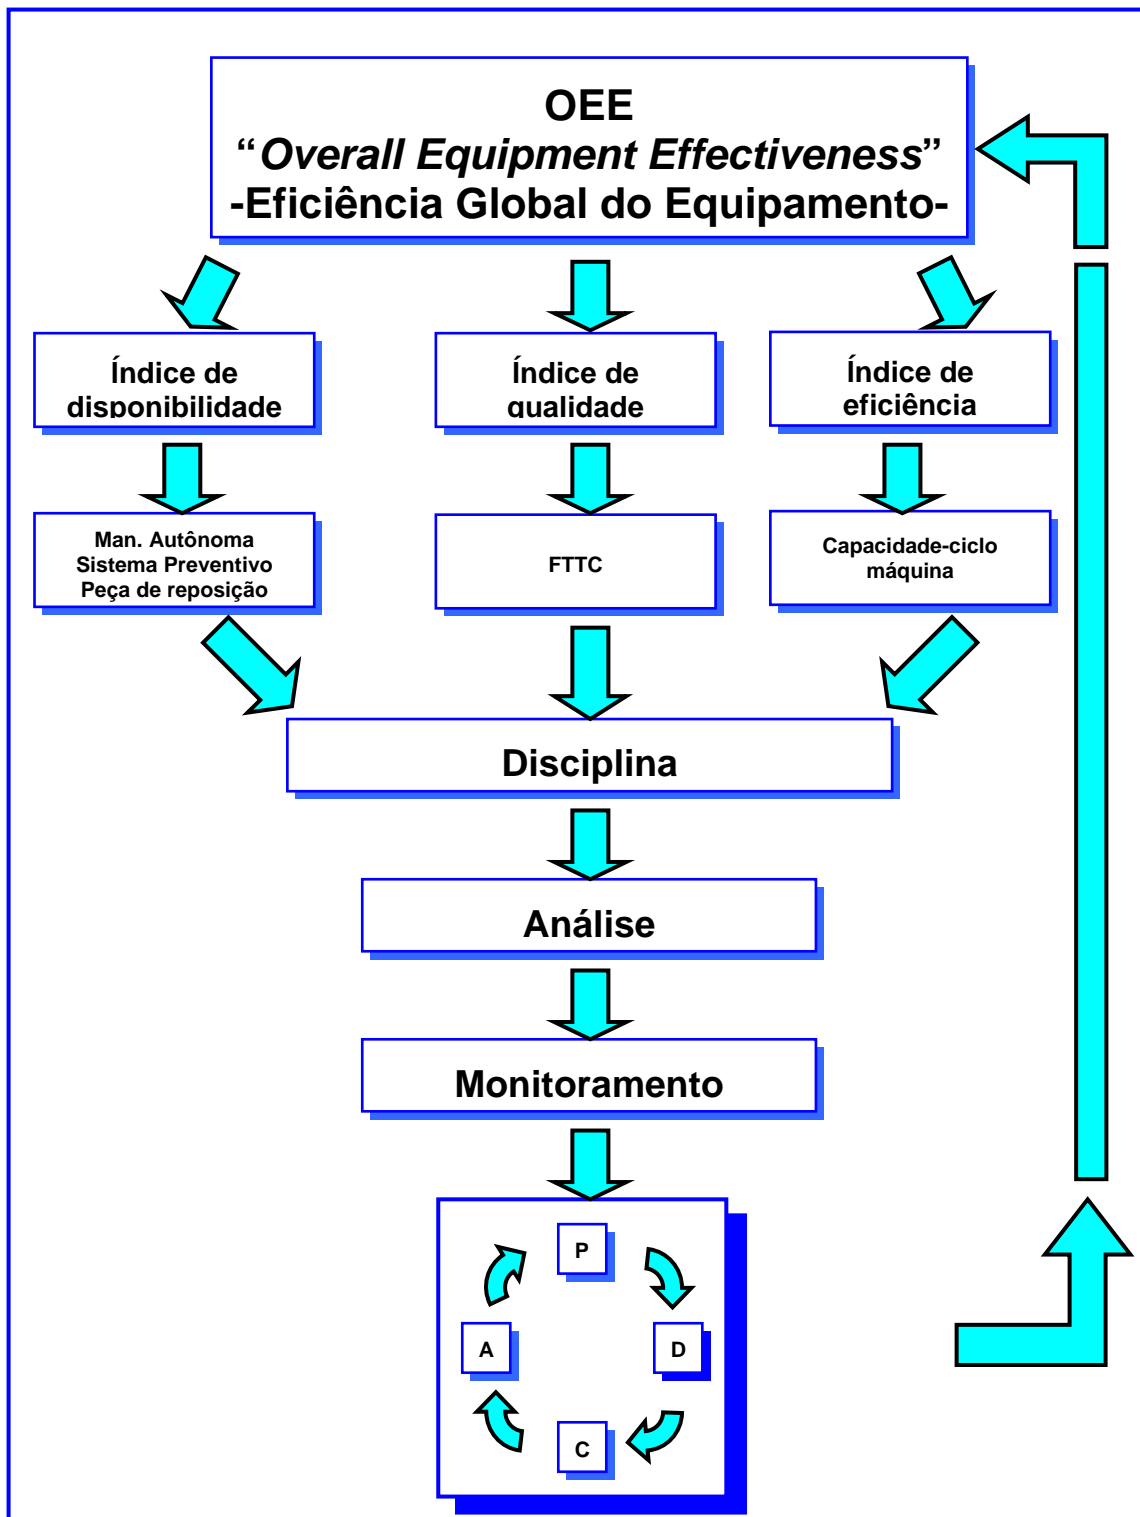 OEE
“Overall Equipment Effectiveness”
-Eficiência Global do Equipamento-
Índice de
disponibilidade
Índice de
qualidade
Índice de
eficiência
Man. Autônoma
Sistema Preventivo
Peça de reposição
FTTC
Capacidade-ciclo
máquina
Disciplina
Análise
Monitoramento
P
A
D
C